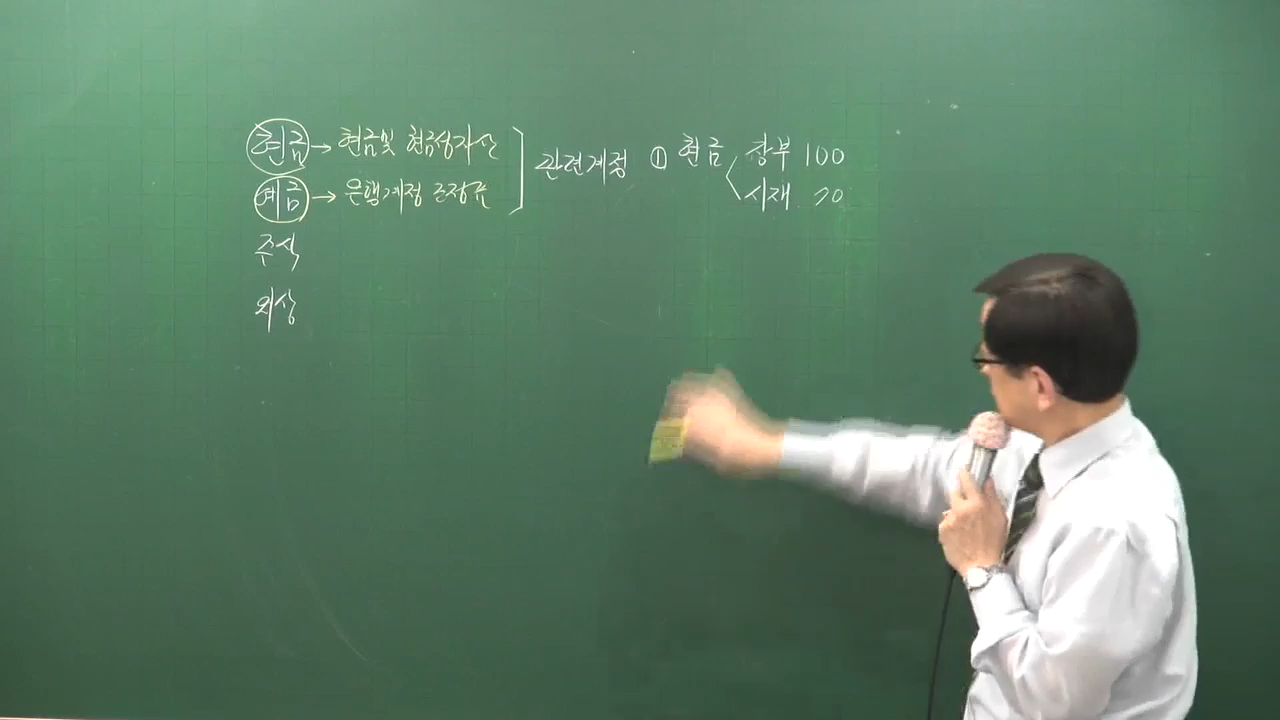 현금 → 현금및 현금성자산 ] 관련계정 ① 현금 < 장부 100
예금 → 은행계정 조정표 시재 70
주식
외상